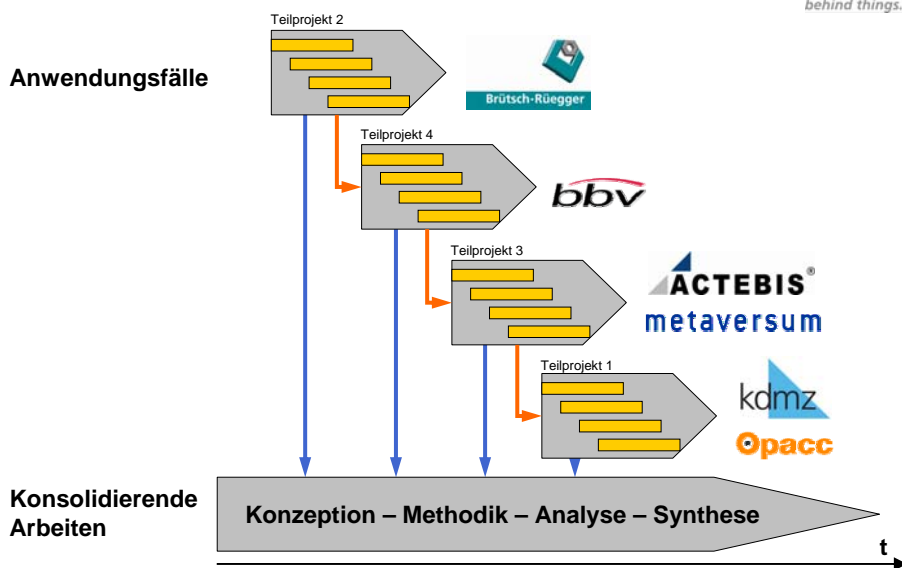 behind things.
Teilprojekt 2
Anwendungsfälle
Brütsch-Rüegger
Teilprojekt 4
bbv
Teilprojekt 3
ACTEBIS®
metaversum
Teilprojekt 1
kdmz
Opacc
Konsolidierende
Arbeiten
Konzeption – Methodik – Analyse – Synthese
t